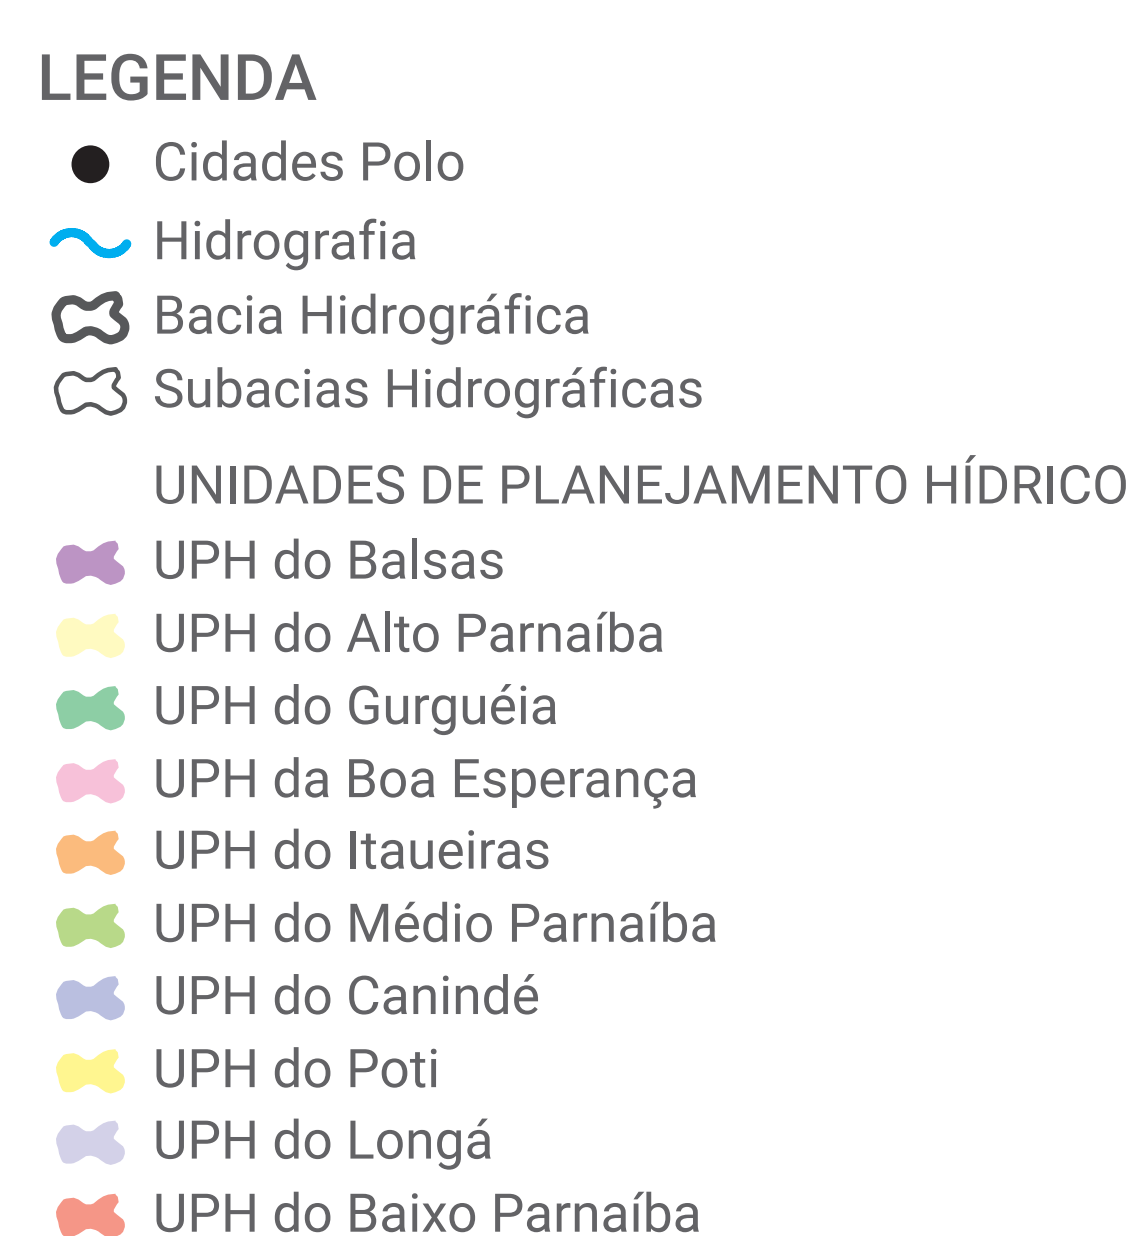 LEGENDA
Cidades Polo
Hidrografia
Bacia Hidrográfica
Subacias Hidrográficas
UNIDADES DE PLANEJAMENTO HÍDRICO
UPH do Balsas
UPH do Alto Parnaíba
UPH do Gurguéia
UPH da Boa Esperança
UPH do Itaueiras
UPH do Médio Parnaíba
UPH do Canindé
UPH do Poti
UPH do Longá
UPH do Baixo Parnaíba